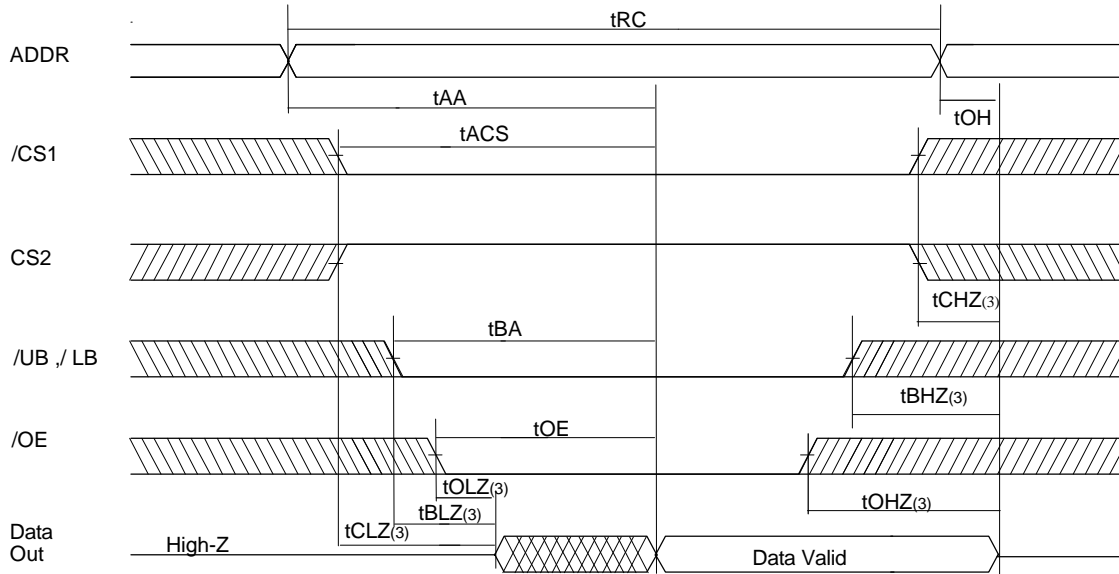 tRC
ADDR
tAA
tOH
tACS
/CS1
CS2
tCHZ(3)
tBA
/UB ,/ LB
tBHZ(3)
/OE
tOE
tOLZ(3)
tOHZ(3)
tBLZ(3)
tCLZ(3)
Data
Out
High-Z
Data Valid